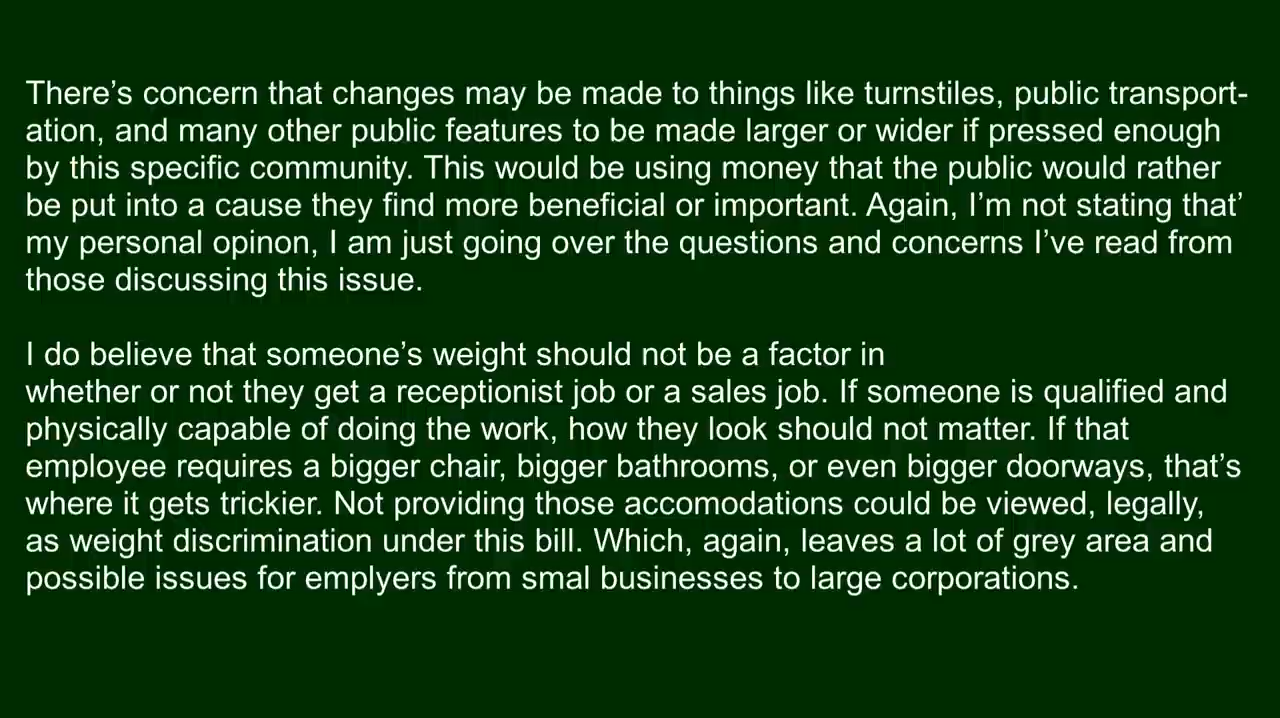 There’s concern that changes may be made to things like turnstiles, public transport-
ation, and many other public features to be made larger or wider if pressed enough
by this specific community. This would be using money that the public would rather
be put into a cause they find more beneficial or important. Again, I’m not stating that’
my personal opinon, I am just going over the questions and concerns I’ve read from
those discussing this issue.
I do believe that someone’s weight should not be a factor in
whether or not they get a receptionist job or a sales job. If someone is qualified and
physically capable of doing the work, how they look should not matter. If that
employee requires a bigger chair, bigger bathrooms, or even bigger doorways, that’s
where it gets trickier. Not providing those accomodations could be viewed, legally,
as weight discrimination under this bill. Which, again, leaves a lot of grey area and
possible issues for emplyers from smal businesses to large corporations.